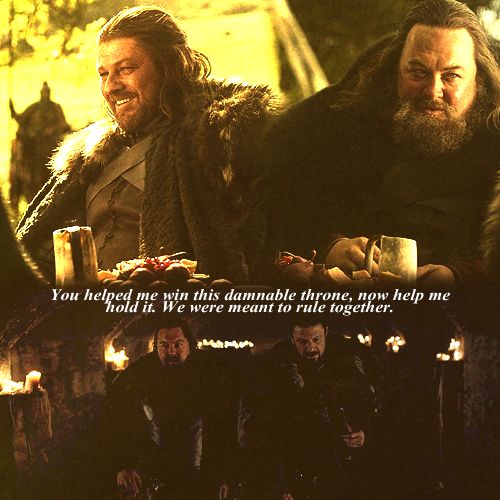 You helped me win this damnable throne, now help me
hold it. We were meant to rule together.